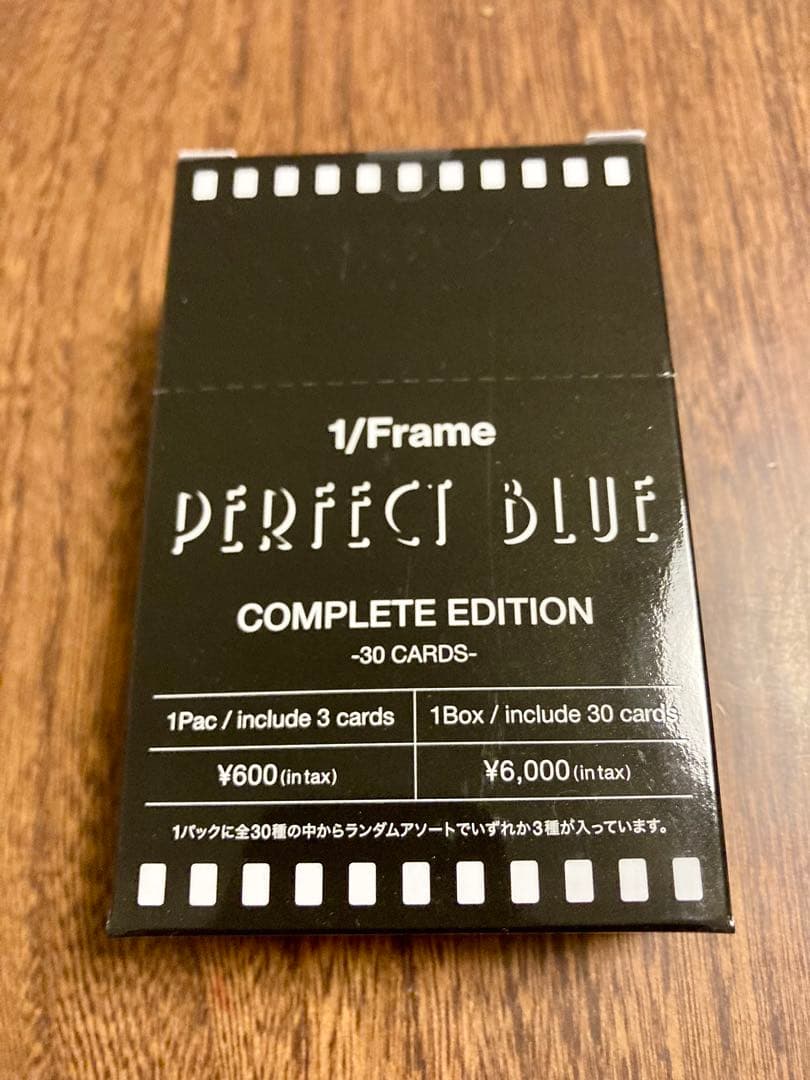 1/Frame
PERFECT BLUE
COMPLETE EDITION
-30 CARDS-
1Pac / include 3 cards
1Box / include 30 cards
¥600 (in tax)
¥6,000 (in tax)
1パックに全30種の中からランダムアソートでいずれか3種が入っています。